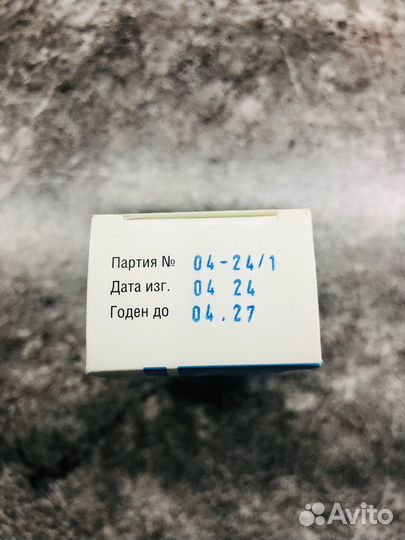 Партия № 04-24/1
Дата изг. 04 24
Годен до 04.27
Avito